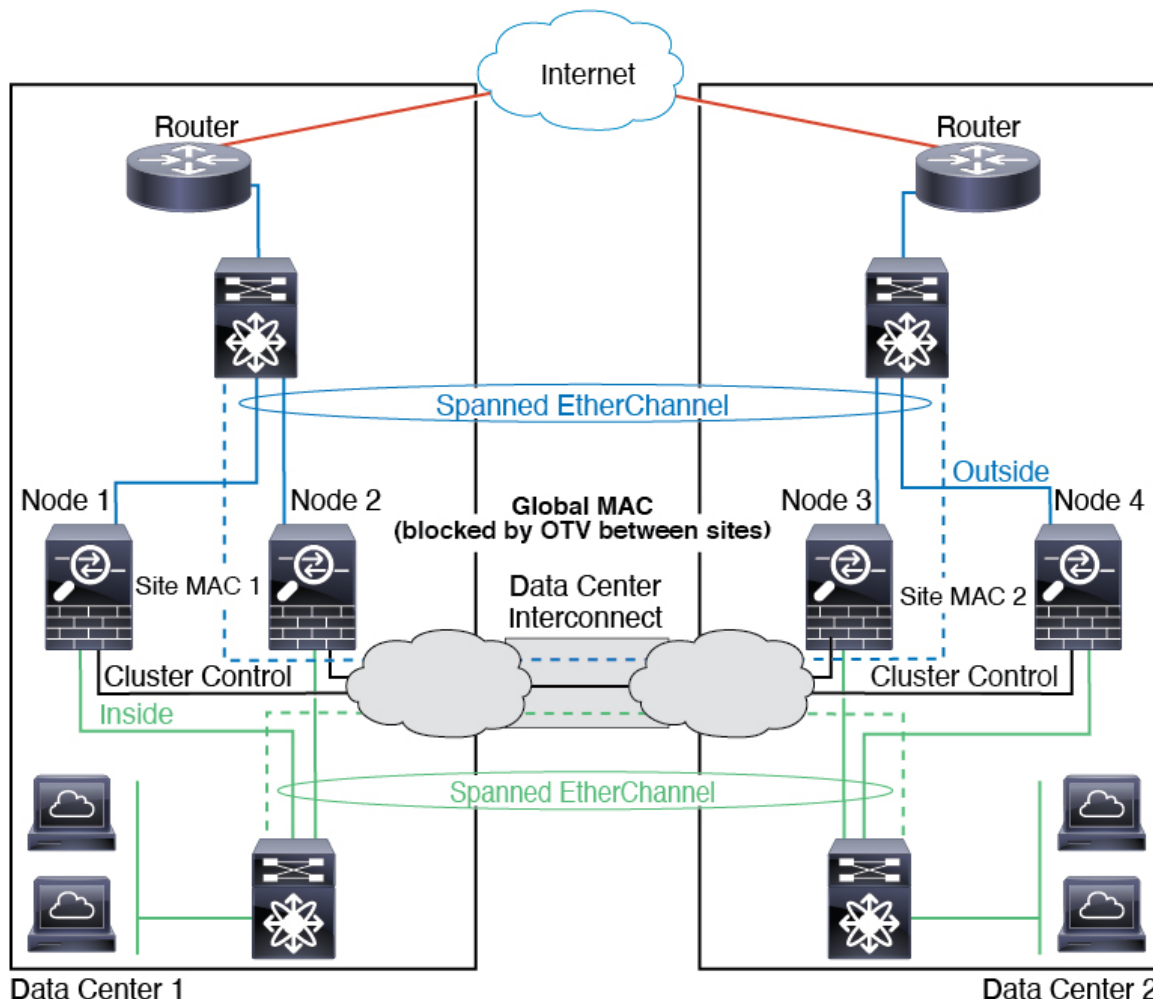 Internet
Router
Router
Spanned EtherChannel
Outside
Node 1
Node 2
Global MAC
(blocked by OTV between sites)
Node 3
Node 4
Site MAC 1
Data Center
Interconnect
Site MAC 2
Cluster Control
Cluster Control
Inside
Spanned EtherChannel
Data Center 1
Data Center 2